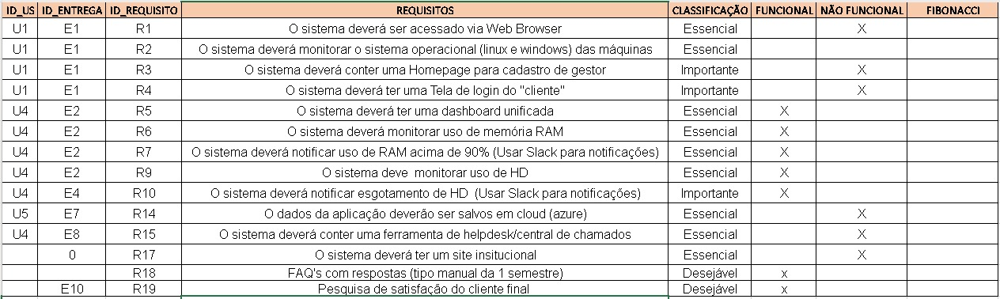 ID_US ID_ENTREGA ID_REQUISITO REQUISITOS CLASSIFICAÇÃO FUNCIONAL NÃO FUNCIONAL FIBONACCI
U1 E1 R1 O sistema deverá ser acessado via Web Browser Essencial X
U1 E1 R2 O sistema deverá monitorar o sistema operacional (linux e windows) das máquinas Essencial
U1 E1 R3 O sistema deverá conter uma Homepage para cadastro de gestor Importante X
U1 E1 R4 O sistema deverá ter uma Tela de login do "cliente" Importante X
U4 E2 R5 O sistema deverá ter uma dashboard unificada Essencial X
U4 E2 R6 O sistema deverá monitorar uso de memória RAM Essencial X
U4 E2 R7 O sistema deverá notificar uso de RAM acima de 90% (Usar Slack para notificações) Essencial X
U4 E2 R9 O sistema deve monitorar uso de HD Essencial X
U4 E4 R10 O sistema deverá notificar esgotamento de HD (Usar Slack para notificações) Importante X
U5 E7 R14 O dados da aplicação deverão ser salvos em cloud (azure) Essencial X
U4 E8 R15 O sistema deverá conter uma ferramenta de helpdesk/central de chamados Essencial X
0 R17 O sistema deverá ter um site insitucional Essencial X
R18 FAQ's com respostas (tipo manual da 1 semestre) Desejável x
E10 R19 Pesquisa de satisfação do cliente final Desejável x